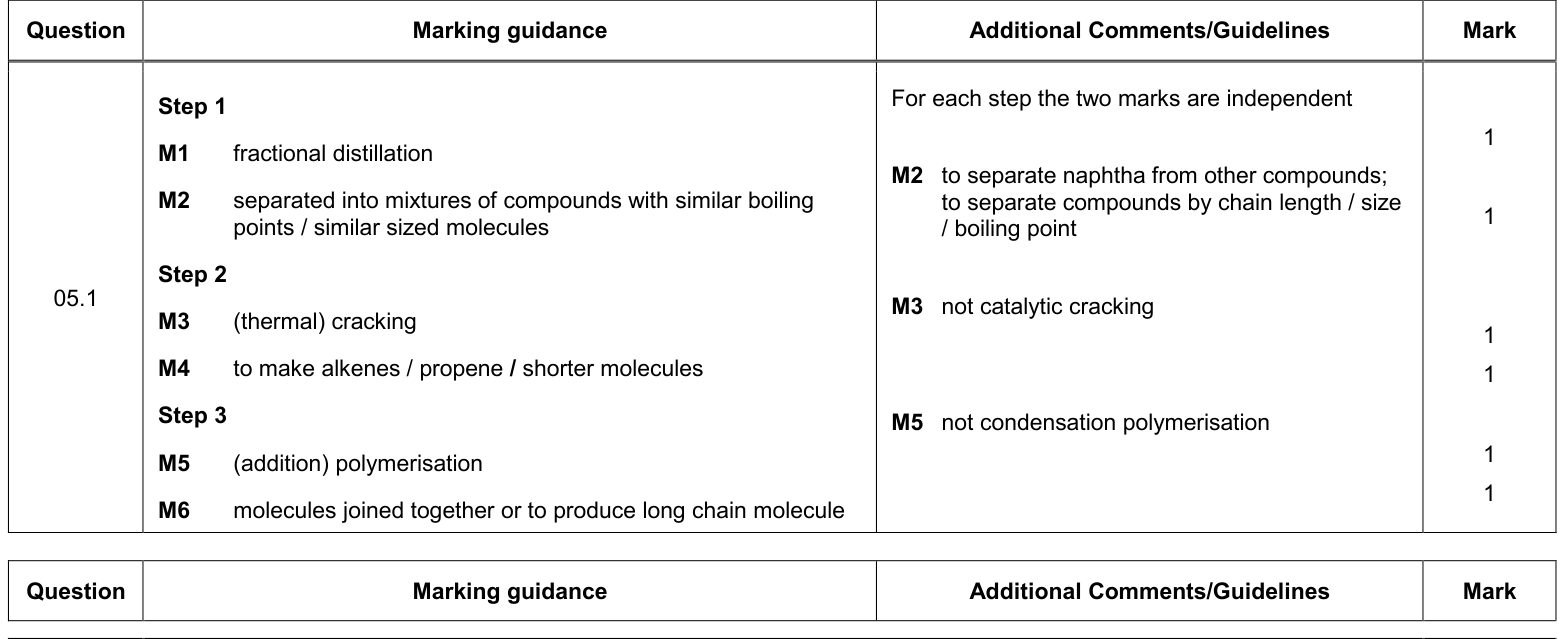 Question Marking guidance Additional Comments/Guidelines Mark
05.1
Step 1
M1 fractional distillation
M2 separated into mixtures of compounds with similar boiling
points / similar sized molecules
Step 2
M3 (thermal) cracking
M4 to make alkenes / propene / shorter molecules
Step 3
M5 (addition) polymerisation
M6 molecules joined together or to produce long chain molecule
For each step the two marks are independent
M2 to separate naphtha from other compounds;
to separate compounds by chain length / size
/ boiling point
M3 not catalytic cracking
M5 not condensation polymerisation
1
1
1
1
1
1
Question Marking guidance Additional Comments/Guidelines Mark